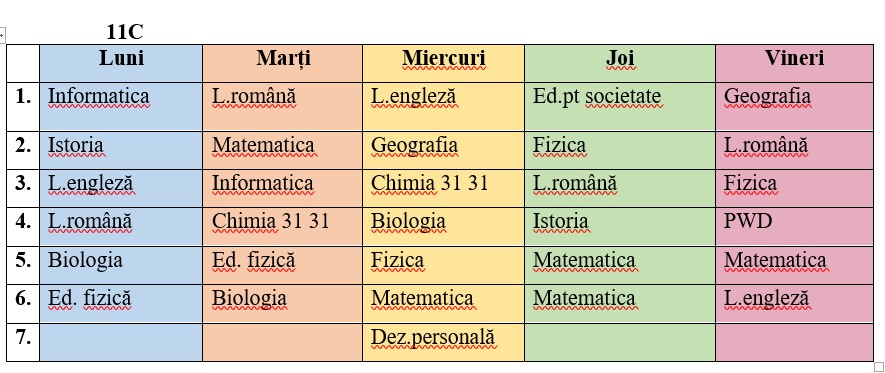 11C
Luni Marți Miercuri Joi Vineri
1. Informatica L.română L.engleză Ed.pt societate Geografia
2. Istoria Matematica Geografia Fizica L.română
3. L.engleză Informatica Chimia 31 31 L.română Fizica
4. L.română Chimia 31 31 Biologia Istoria PWD
5. Biologia Ed. fizică Fizica Matematica Matematica
6. Ed. fizică Biologia Matematica Matematica L.engleză
7. Dez.personală